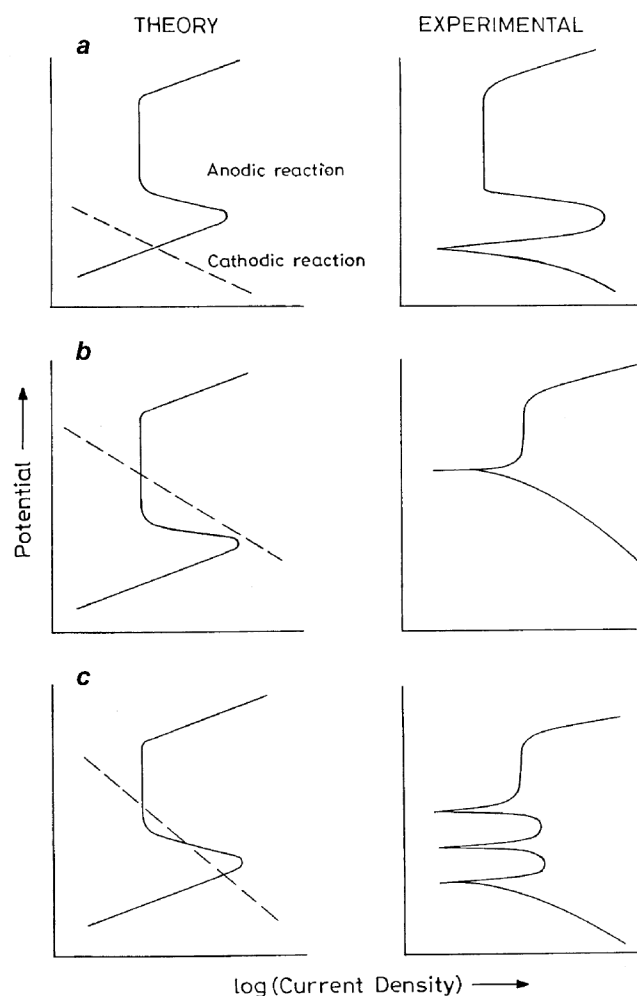 THEORY EXPERIMENTAL
a
Anodic reaction
Cathodic reaction
b
Potential
c
log (Current Density)